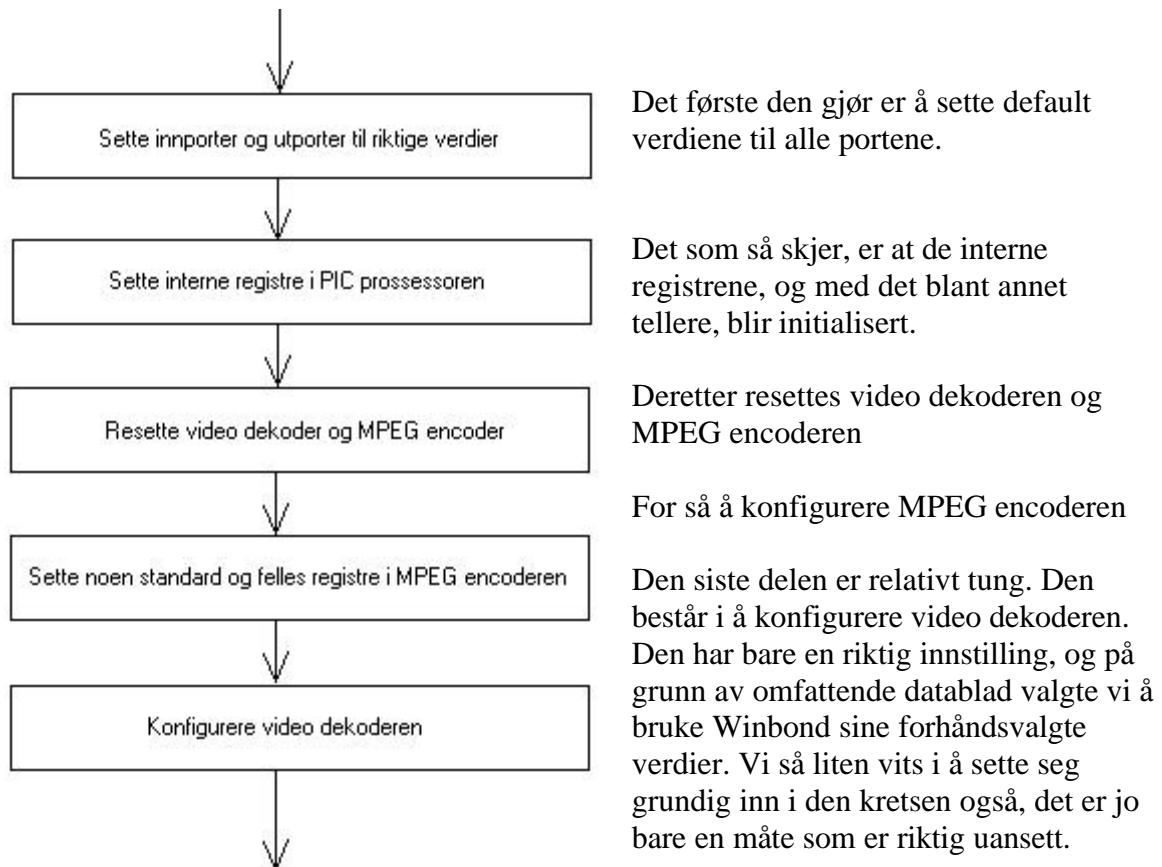 Sette innporter og utporter til riktige verdier
Det første den gjør er å sette default
verdiene til alle portene.
Sette interne registre i PIC prossessoren
Det som så skjer, er at de interne
registrene, og med det blant annet
tellere, blir initialisert.
Resette video dekoder og MPEG encoder
Deretter resettes video dekoderen og
MPEG encoderen
For så å konfigurere MPEG encoderen
Sette noen standard og felles registre i MPEG encoderen
Den siste delen er relativt tung. Den
består i å konfigurere video dekoderen.
Den har bare en riktig innstilling, og på
grunn av omfattende datablad valgte vi å
bruke Winbond sine forhåndsvalgte
verdier. Vi så liten vits i å sette seg
grundig inn i den kretsen også, det er jo
bare en måte som er riktig uansett.
Konfigurere video dekoderen